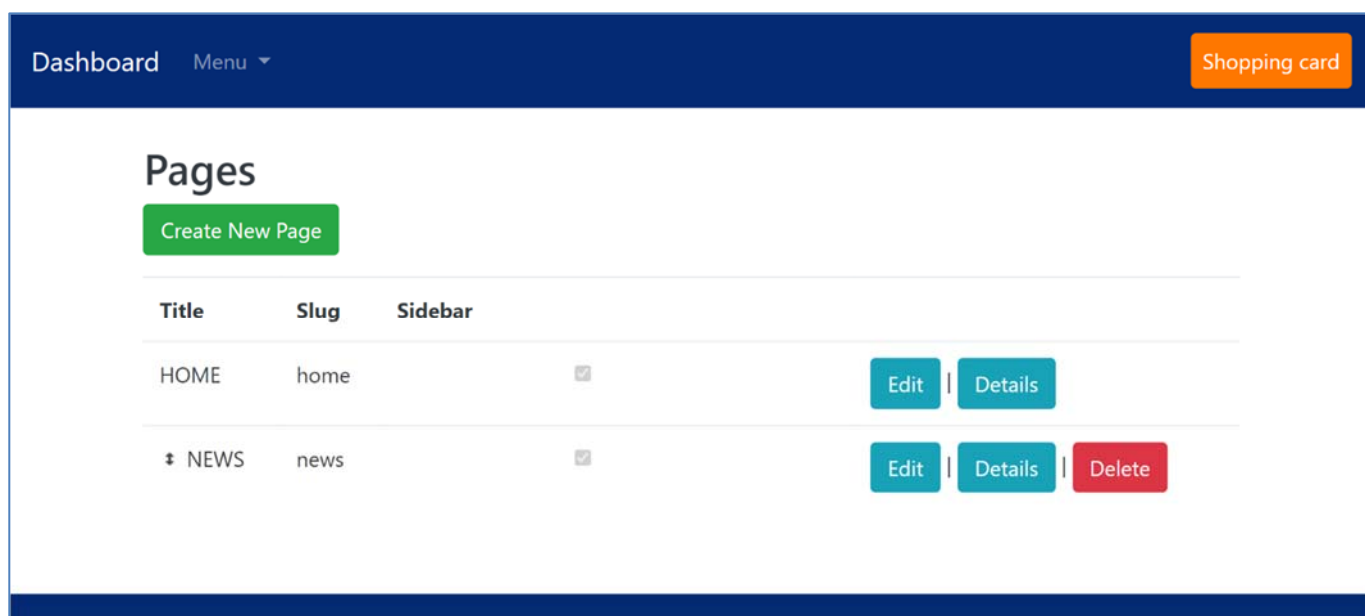 Dashboard Menu Shopping card
Pages
Create New Page
Title Slug Sidebar
HOME home Edit | Details
NEWS news Edit | Details | Delete